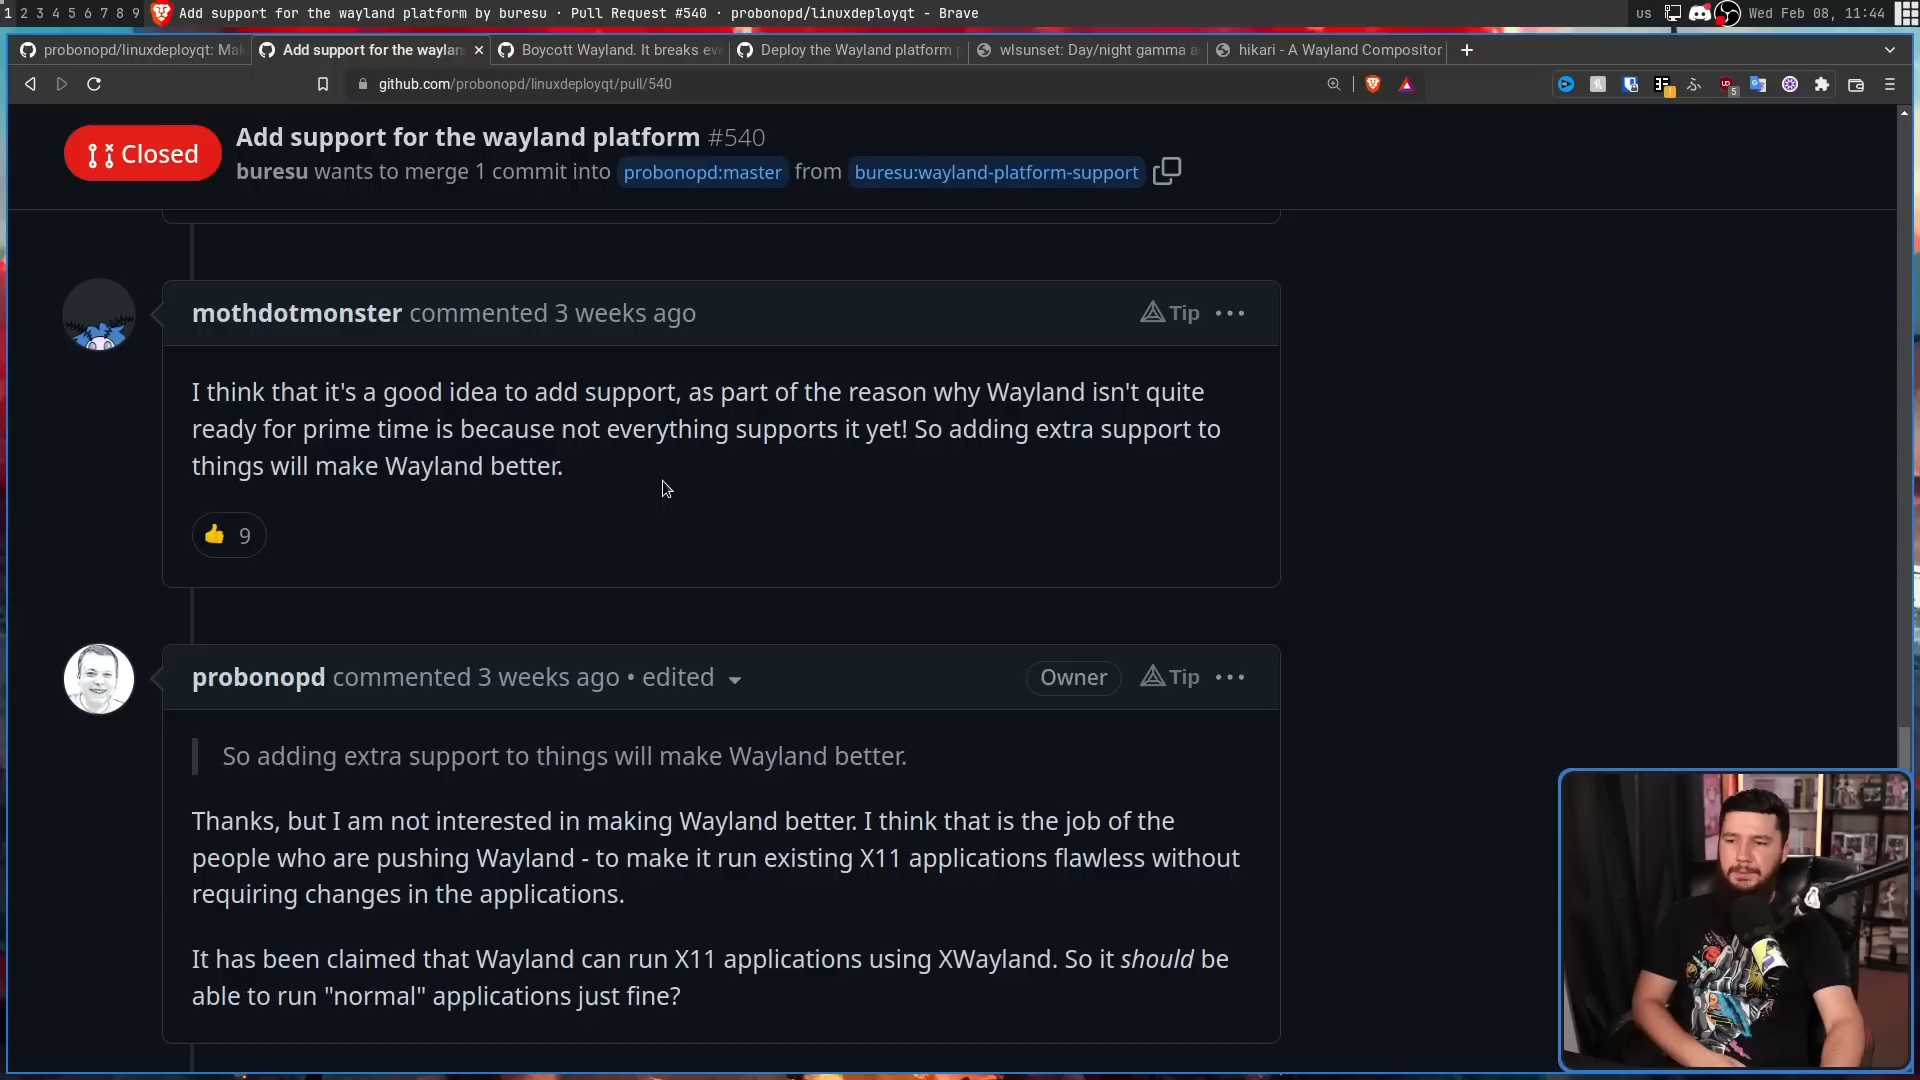 1 2 3 4 5 6 7 8 9 Add support for the wayland platform by buresu · Pull Request #540 · probonopd/linuxdeployqt - Brave us Wed Feb 08, 11:44
probonopd/linuxdeployqt: Mak Add support for the waylan Boycott Wayland. It breaks eve Deploy the Wayland platform p wlsunset: Day/night gamma a hikari - A Wayland Compositor
github.com/probonopd/linuxdeployqt/pull/540
5
Closed
Add support for the wayland platform #540
buresu wants to merge 1 commit into probonopd:master from buresu:wayland-platform-support
mothdotmonster commented 3 weeks ago Tip
I think that it's a good idea to add support, as part of the reason why Wayland isn't quite
ready for prime time is because not everything supports it yet! So adding extra support to
things will make Wayland better.
👍 9
probonopd commented 3 weeks ago • edited Owner Tip
So adding extra support to things will make Wayland better.
Thanks, but I am not interested in making Wayland better. I think that is the job of the
people who are pushing Wayland - to make it run existing X11 applications flawless without
requiring changes in the applications.
It has been claimed that Wayland can run X11 applications using XWayland. So it should be
able to run "normal" applications just fine?